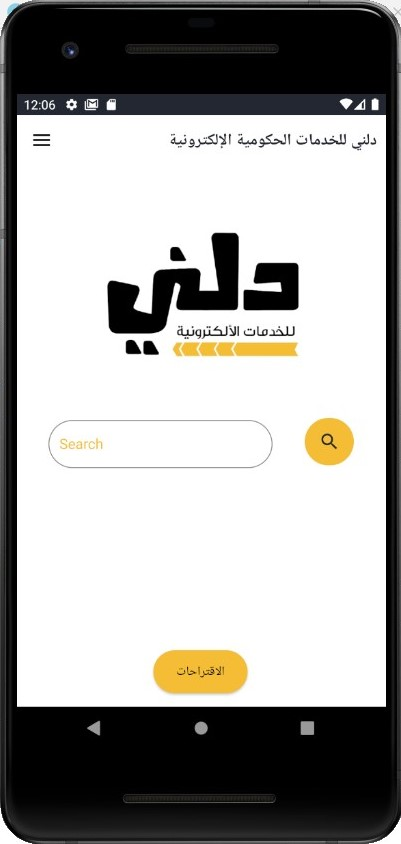 12:06
دلني للخدمات الحكومية الإلكترونية
دلني
للخدمات الألكترونية
Search
الاقتراحات